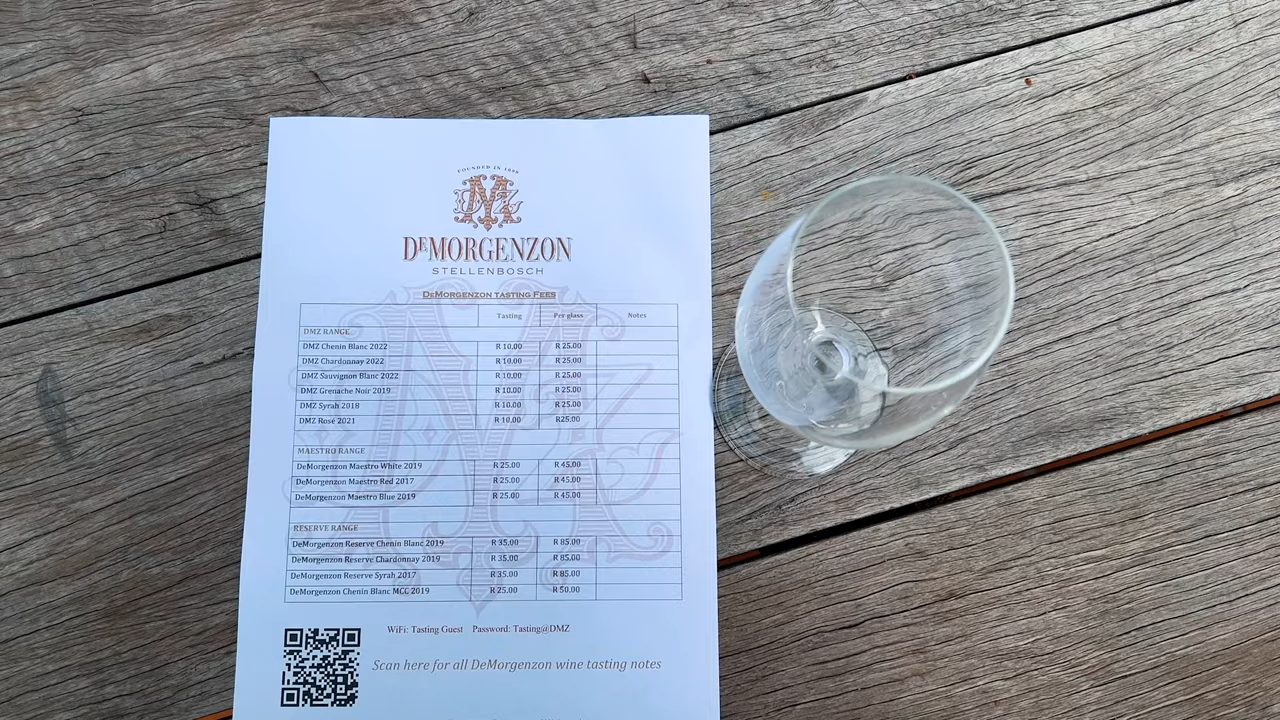 FOUNDED IN 1699
DMZ
DEMORGENZON
STELLENBOSCH
DEMORGENZON TASTING FEES
Tasting Per glass Notes
DMZ RANGE
DMZ Chenin Blanc 2022 R 10.00 R 25.00
DMZ Chardonnay 2022 R 10.00 R 25.00
DMZ Sauvignon Blanc 2022 R 10.00 R 25.00
DMZ Grenache Noir 2019 R 10.00 R 25.00
DMZ Syrah 2018 R 10.00 R 25.00
DMZ Rosé 2021 R 10.00 R25.00
MAESTRO RANGE
DeMorgenzon Maestro White 2019 R 25.00 R 45.00
DeMorgenzon Maestro Red 2017 R 25.00 R 45.00
DeMorgenzon Maestro Blue 2019 R 25.00 R 45.00
RESERVE RANGE
DeMorgenzon Reserve Chenin Blanc 2019 R 35.00 R 85.00
DeMorgenzon Reserve Chardonnay 2019 R 35.00 R 85.00
DeMorgenzon Reserve Syrah 2017 R 35.00 R 85.00
DeMorgenzon Chenin Blanc MCC 2019 R 25.00 R 50.00
WiFi: Tasting Guest Password: Tasting@DMZ
Scan here for all DeMorgenzon wine tasting notes